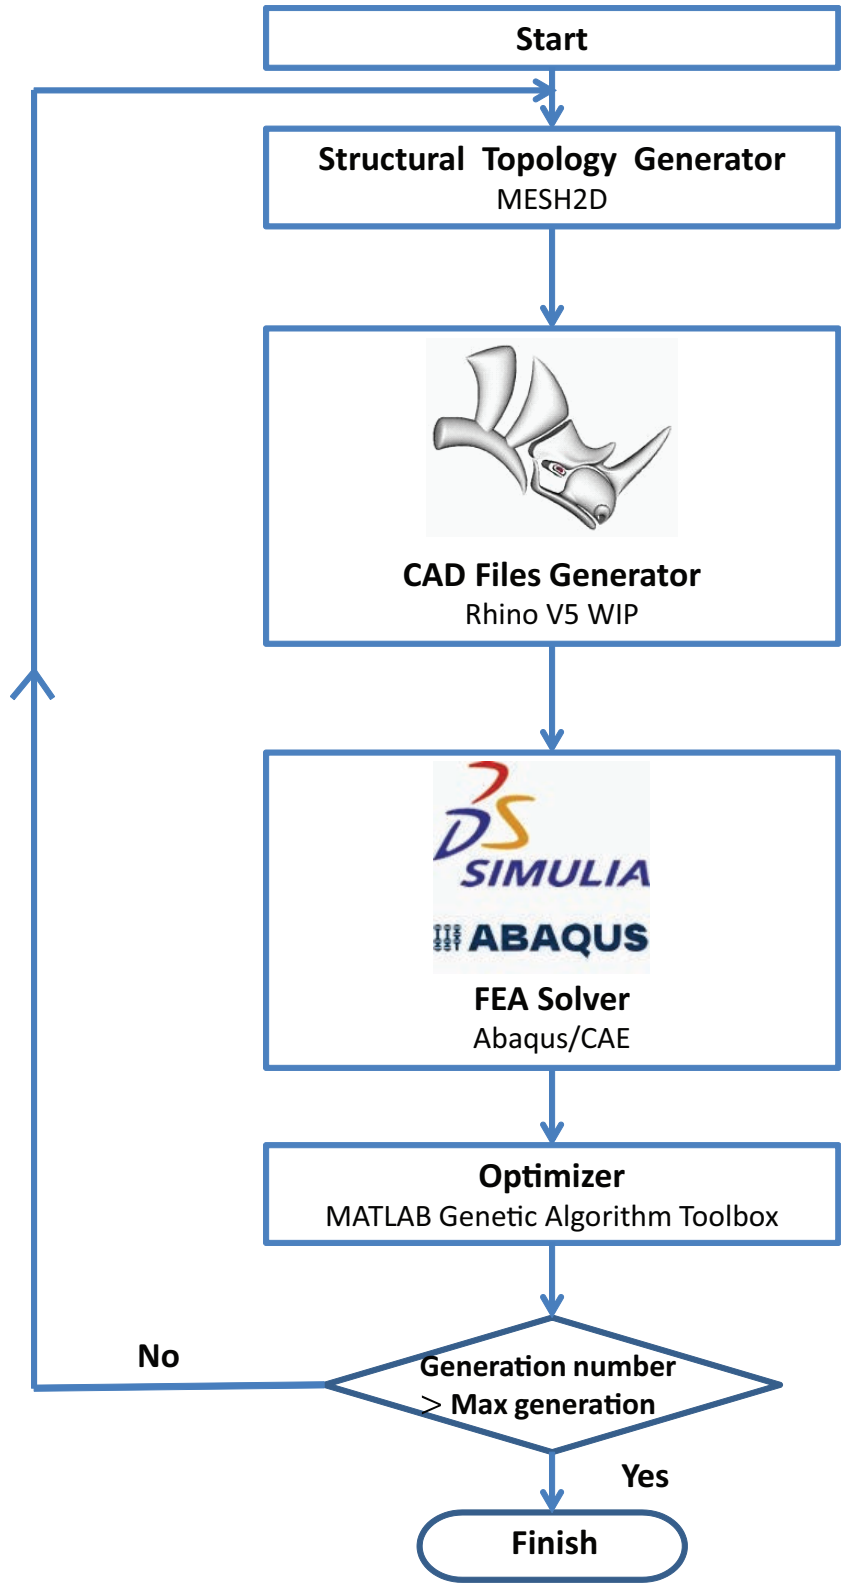 Start
Structural Topology Generator
MESH2D
CAD Files Generator
Rhino V5 WIP
DS
SIMULIA
ABAQUS
FEA Solver
Abaqus/CAE
Optimizer
MATLAB Genetic Algorithm Toolbox
No
Generation number
> Max generation
Yes
Finish